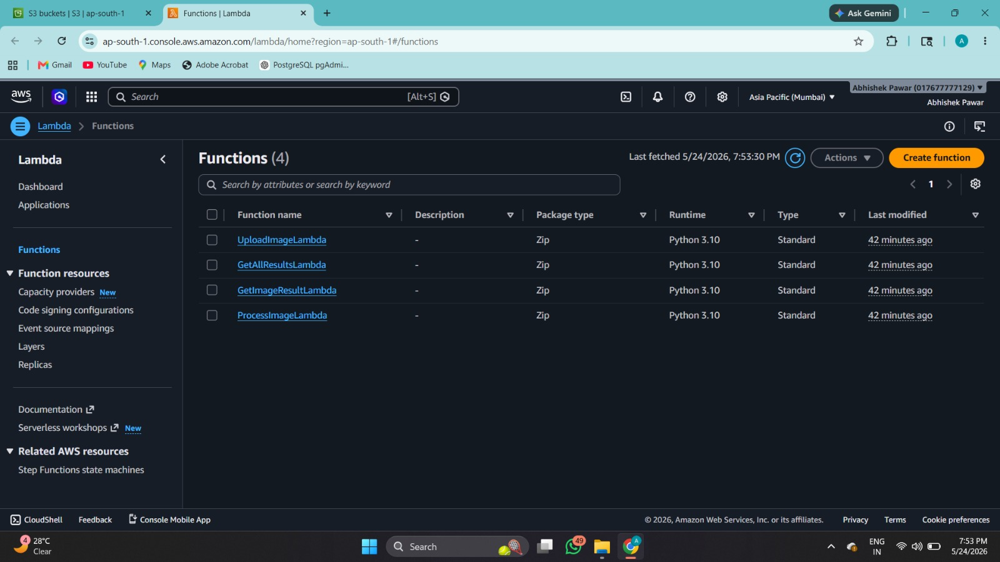 S3 buckets | S3 | ap-south-1
Functions | Lambda
Ask Gemini
ap-south-1.console.aws.amazon.com/lambda/home?region=ap-south-1#/functions
A
Gmail
YouTube
Maps
Adobe Acrobat
PostgreSQL pgAdmi...
aws
Search
[Alt+S]
Asia Pacific (Mumbai)
Abhishek Pawar (017677777129)
Abhishek Pawar
Lambda
Functions
Lambda
Dashboard
Applications
Functions
Function resources
Capacity providers New
Code signing configurations
Event source mappings
Layers
Replicas
Documentation
Serverless workshops New
Related AWS resources
Step Functions state machines
Functions (4)
Last fetched 5/24/2026, 7:53:30 PM
Actions
Create function
Search by attributes or search by keyword
1
Function name Description Package type Runtime Type Last modified
UploadImageLambda - Zip Python 3.10 Standard 42 minutes ago
GetAllResultsLambda - Zip Python 3.10 Standard 42 minutes ago
GetImageResultLambda - Zip Python 3.10 Standard 42 minutes ago
ProcessImageLambda - Zip Python 3.10 Standard 42 minutes ago
CloudShell
Feedback
Console Mobile App
© 2026, Amazon Web Services, Inc. or its affiliates.
Privacy
Terms
Cookie preferences
4
28°C
Clear
Search
49
A
ENG
IN
7:53 PM
5/24/2026